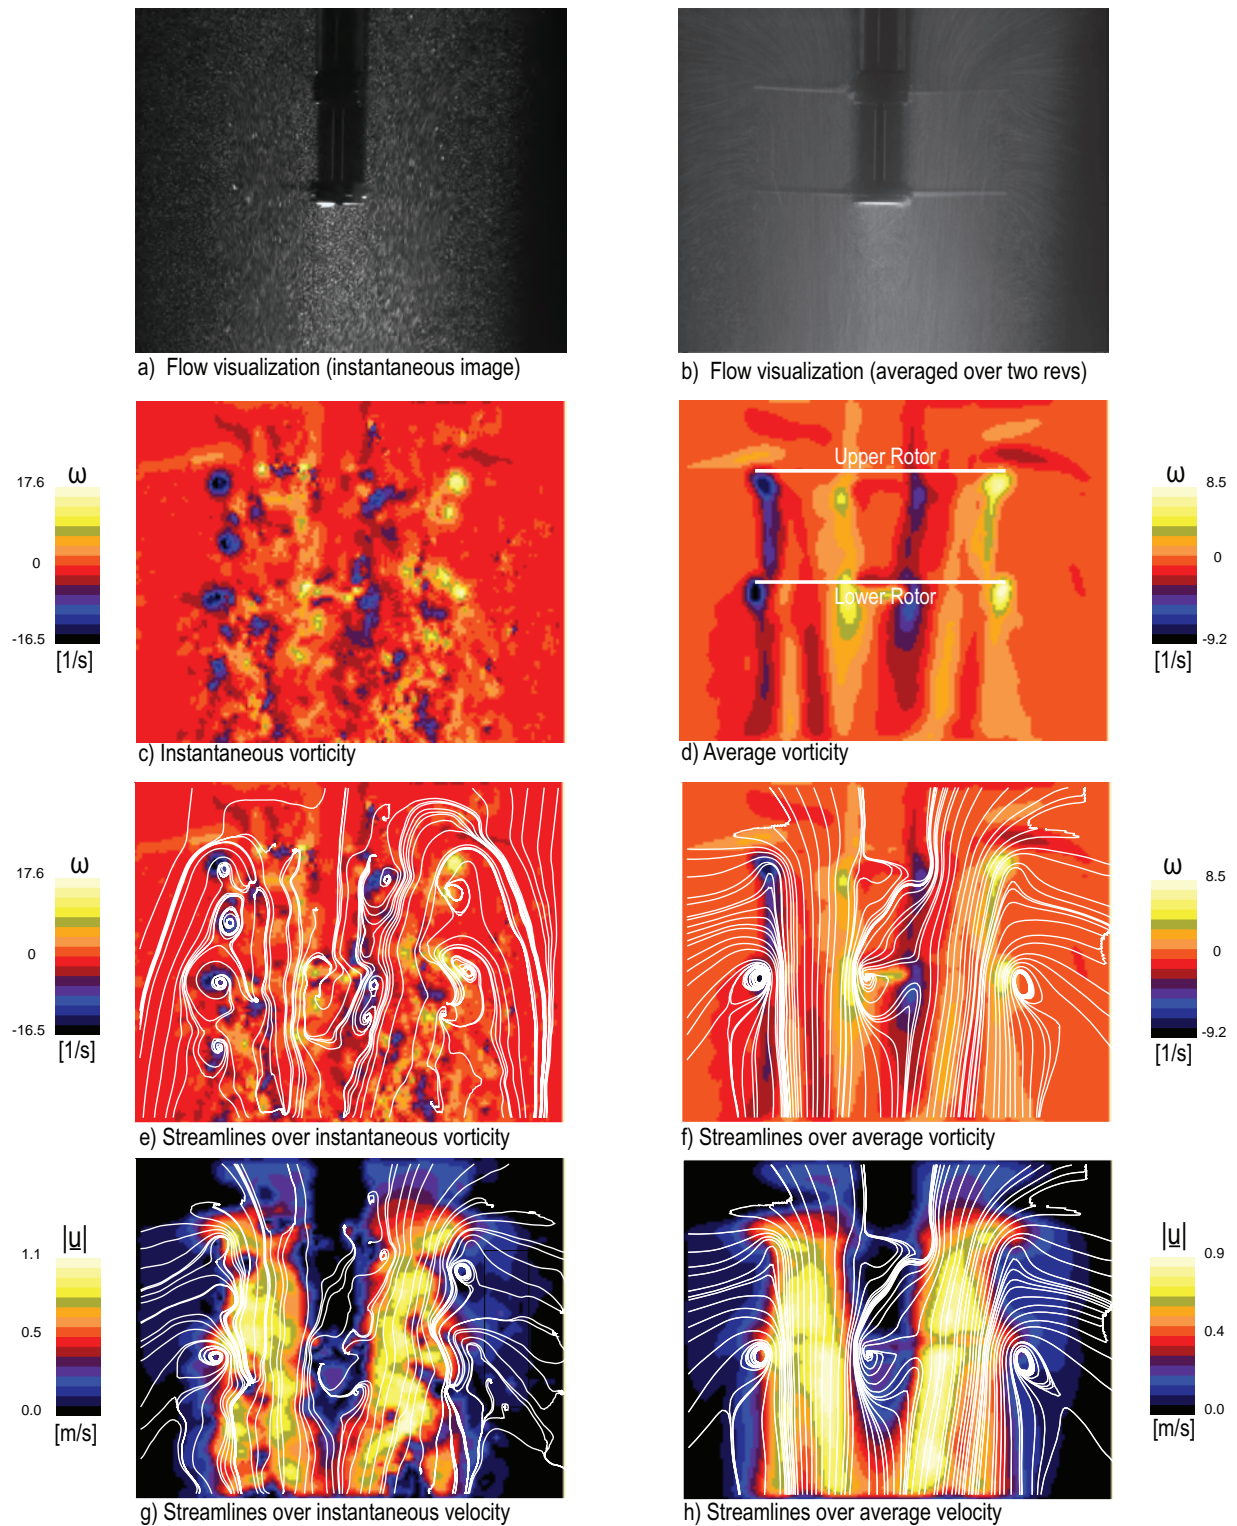 a) Flow visualization (instantaneous image)
b) Flow visualization (averaged over two revs)
ω
17.6
0
-16.5
[1/s]
c) Instantaneous vorticity
Upper Rotor
Lower Rotor
d) Average vorticity
ω
8.5
0
-9.2
[1/s]
ω
17.6
0
-16.5
[1/s]
e) Streamlines over instantaneous vorticity
f) Streamlines over average vorticity
ω
8.5
0
-9.2
[1/s]
|u|
1.1
0.5
0.0
[m/s]
g) Streamlines over instantaneous velocity
h) Streamlines over average velocity
|u|
0.9
0.4
0.0
[m/s]